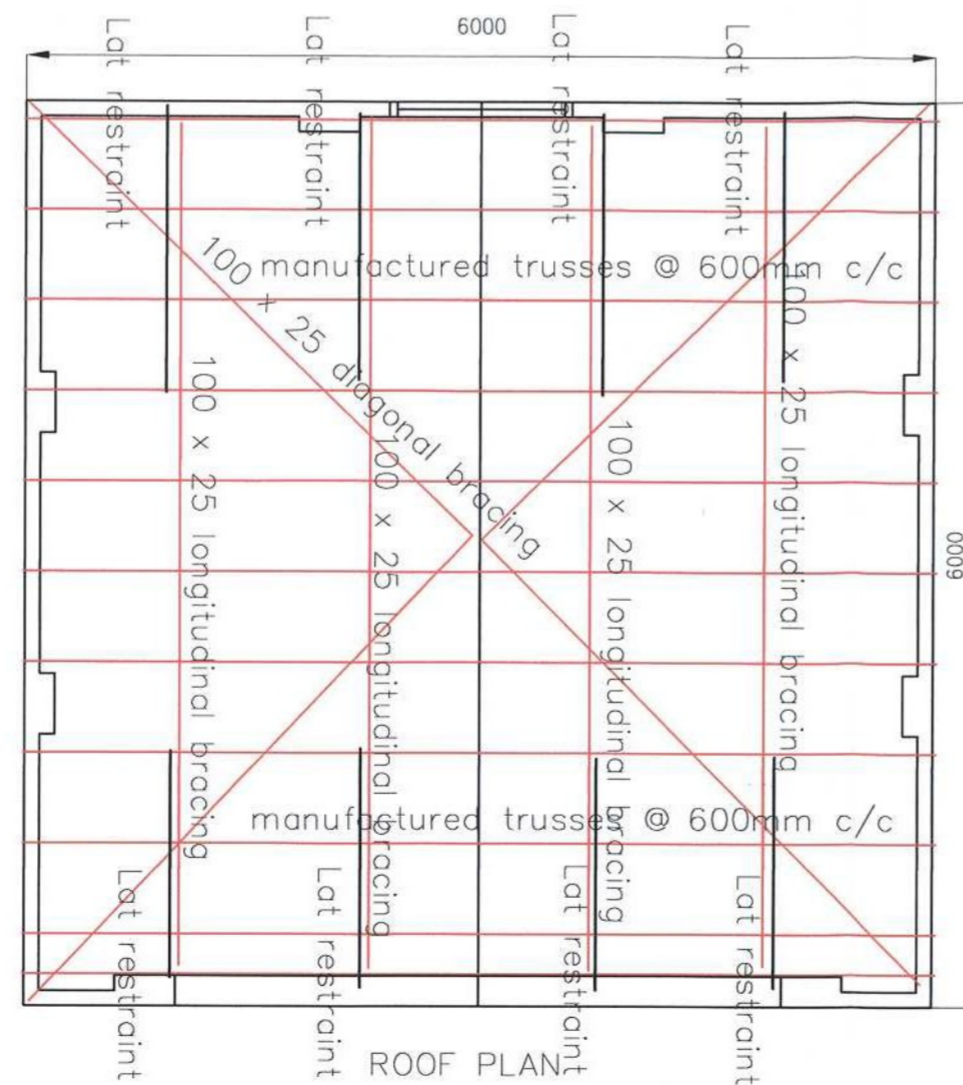 6000
Lat restraint
Lat restraint
Lat restraint
Lat restraint
manufactured trusses @ 600mm c/c
100 x 25 diagonal bracing
100 x 25 longitudinal bracing
100 x 25 longitudinal bracing
100 x 25 longitudinal bracing
100 x 25 longitudinal bracing
6000
manufactured trusses @ 600mm c/c
Lat restraint
Lat restraint
Lat restraint
Lat restraint
ROOF PLAN